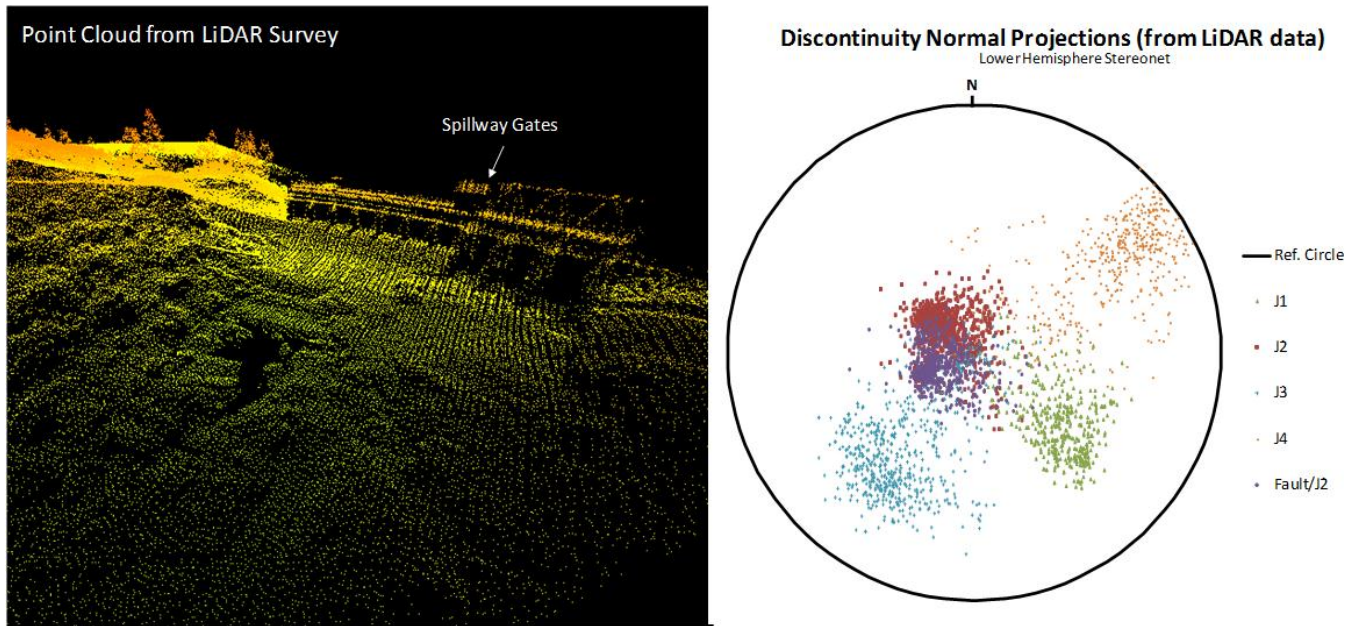 Point Cloud from LiDAR Survey
Spillway Gates
Discontinuity Normal Projections (from LiDAR data)
Lower Hemisphere Stereonet
N
Ref. Circle
J1
J2
J3
J4
Fault/J2